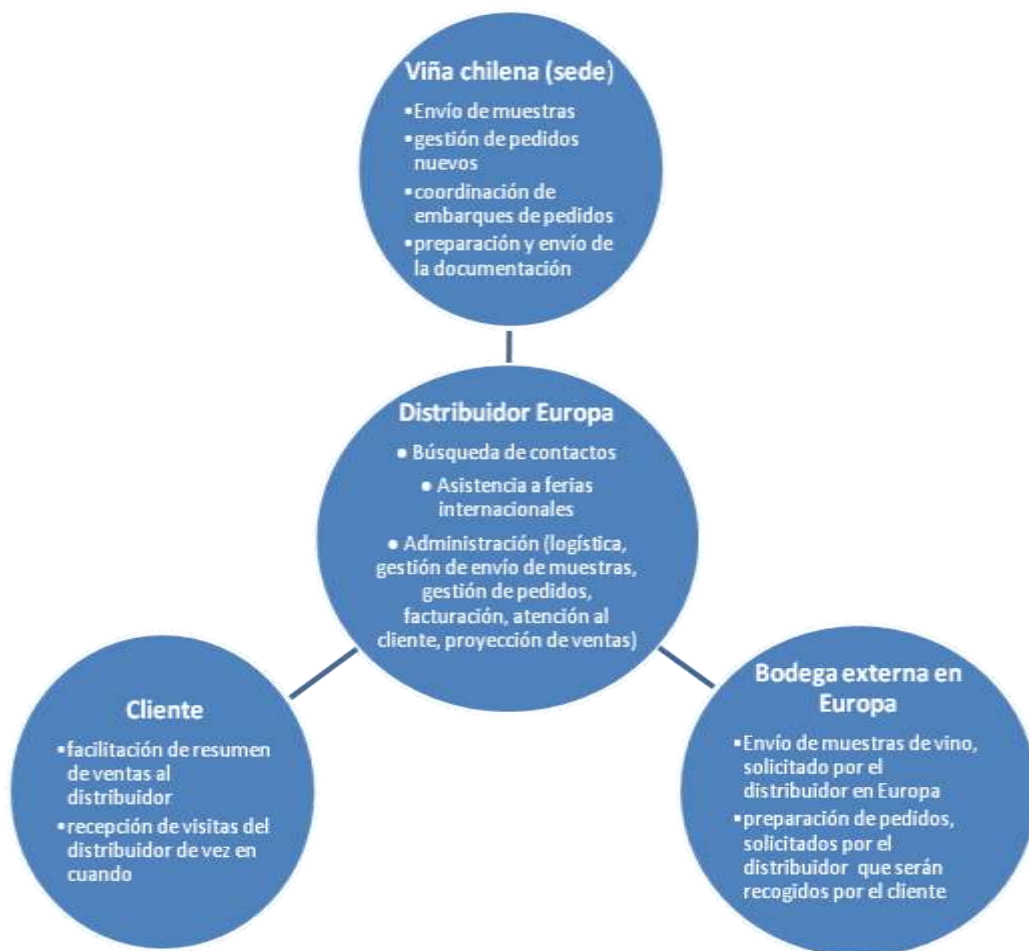 Viña chilena (sede)
▪Envío de muestras
▪gestión de pedidos
nuevos
▪coordinación de
embarques de pedidos
▪preparación y envío de
la documentación
Distribuidor Europa
● Búsqueda de contactos
● Asistencia a ferias
internacionales
● Administración (logística,
gestión de envío de muestras,
gestión de pedidos,
facturación, atención al
cliente, proyección de ventas)
Cliente
▪facilitación de resumen
de ventas al
distribuidor
▪recepción de visitas del
distribuidor de vez en
cuando
Bodega externa en
Europa
▪Envío de muestras de vino,
solicitado por el
distribuidor en Europa
▪preparación de pedidos,
solicitados por el
distribuidor que serán
recogidos por el cliente